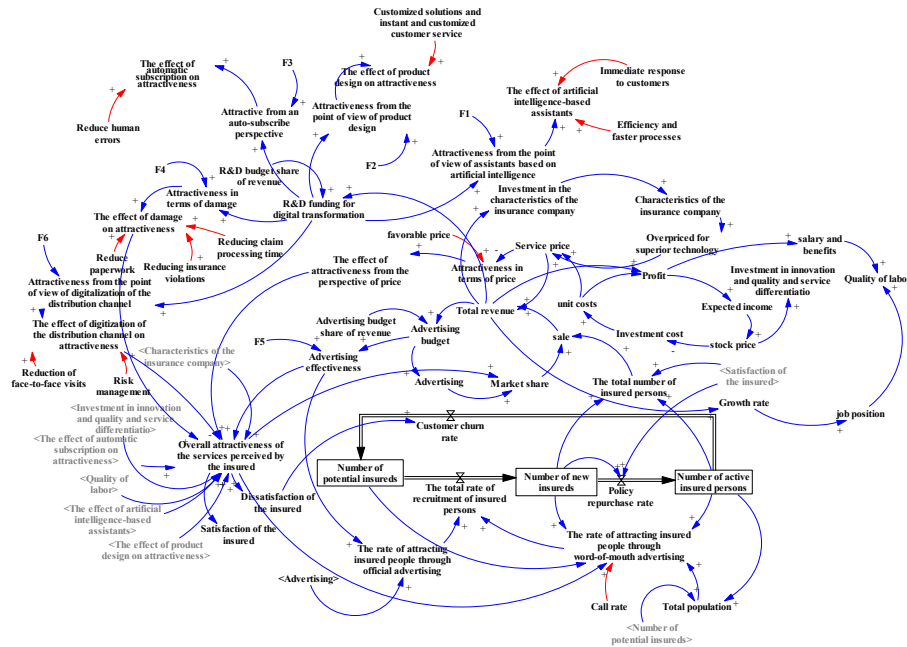 Customized solutions and
instant and customized
customer service
The effect of
automatic
subscription on
attractiveness
F3
The effect of product
design on attractiveness
The effect of artificial
intelligence-based
assistants
Immediate response
to customers
Reduce human
errors
Attractive from an
auto-subscribe
perspective
Attractiveness from the
point of view of product
design
F1
Efficiency and
faster processes
F2
F4
R&D budget share
of revenue
Attractiveness from the point
of view of assistants based on
artificial intelligence
Attractiveness in
terms of damage
R&D funding for
digital transformation
Investment in the
characteristics of the
insurance company
Characteristics of the
insurance company
The effect of damage
on attractiveness
F6
Reduce
paperwork
Reducing claim
processing time
Reducing insurance
violations
favorable price
Service price
Overpriced for
superior technology
salary and
benefits
The effect of
attractiveness from the
perspective of price
Attractiveness in
terms of price
Profit
Investment in innovation
and quality and service
differentiatio
Quality of labo
Attractiveness from the point
of view of digitalization of the
distribution channel
The effect of digitization of
the distribution channel on
attractiveness
Total revenue
unit costs
Expected income
Advertising budget
share of revenue
Advertising
budget
sale
Investment cost
stock price
F5
Advertising
effectiveness
<Characteristics of the
insurance company>
Reduction of
face-to-face visits
Risk
management
Advertising
Market share
The total number of
insured persons
<Satisfaction of
the insured>
Growth rate
job position
<Investment in innovation
and quality and service
differentiatio>
<The effect of automatic
subscription on
attractiveness>
Overall attractiveness of
the services perceived by
the insured
Customer churn
rate
Number of
potential insureds
Number of new
insureds
Number of active
insured persons
<Quality of
labor>
Dissatisfaction of
the insured
The total rate of
recruitment of insured
persons
Policy
repurchase rate
<The effect of artificial
intelligence-based
assistants>
Satisfaction of the
insured
<The effect of product
design on attractiveness>
The rate of attracting
insured people through
official advertising
The rate of attracting insured
people through
word-of-mouth advertising
<Advertising>
Call rate
Total population
<Number of
potential insureds>